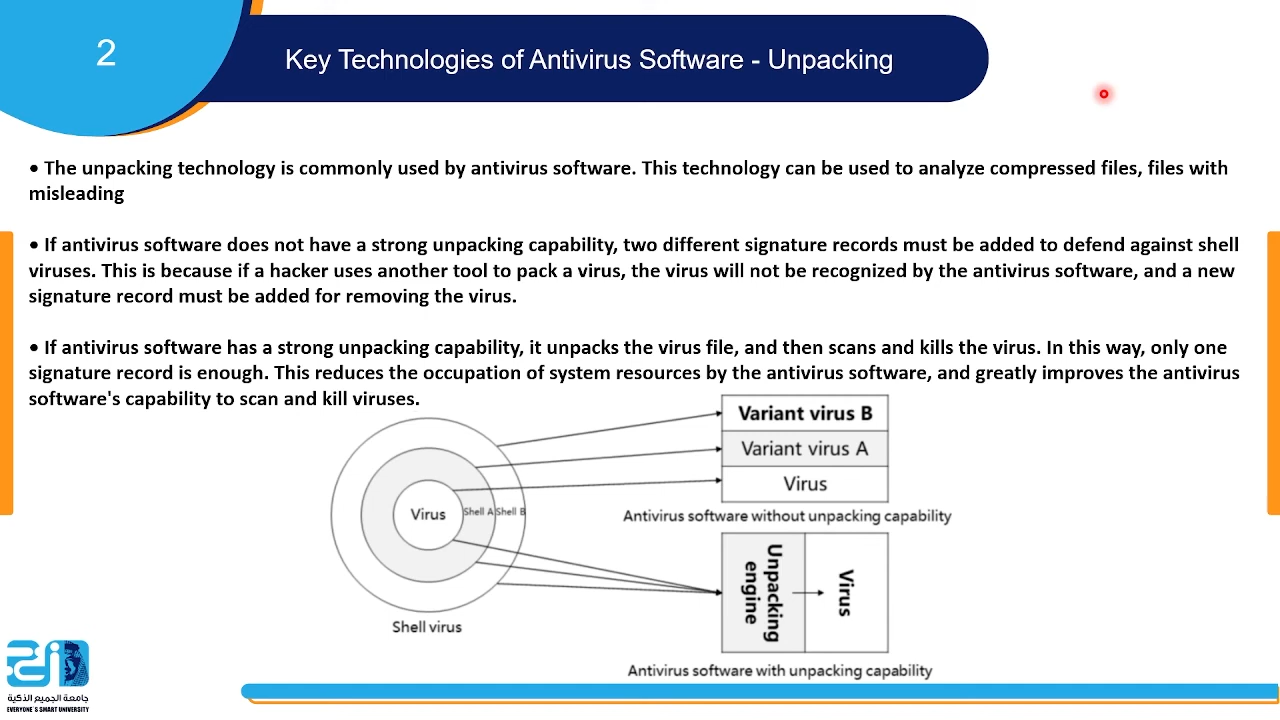 2
Key Technologies of Antivirus Software - Unpacking
• The unpacking technology is commonly used by antivirus software. This technology can be used to analyze compressed files, files with
misleading
• If antivirus software does not have a strong unpacking capability, two different signature records must be added to defend against shell
viruses. This is because if a hacker uses another tool to pack a virus, the virus will not be recognized by the antivirus software, and a new
signature record must be added for removing the virus.
• If antivirus software has a strong unpacking capability, it unpacks the virus file, and then scans and kills the virus. In this way, only one
signature record is enough. This reduces the occupation of system resources by the antivirus software, and greatly improves the antivirus
software's capability to scan and kill viruses.
Variant virus B
Variant virus A
Virus
Antivirus software without unpacking capability
Virus
Shell A
Shell B
Shell virus
Unpacking
engine
Virus
Antivirus software with unpacking capability
جامعة الجميع الذكية
EVERYONE'S SMART UNIVERSITY